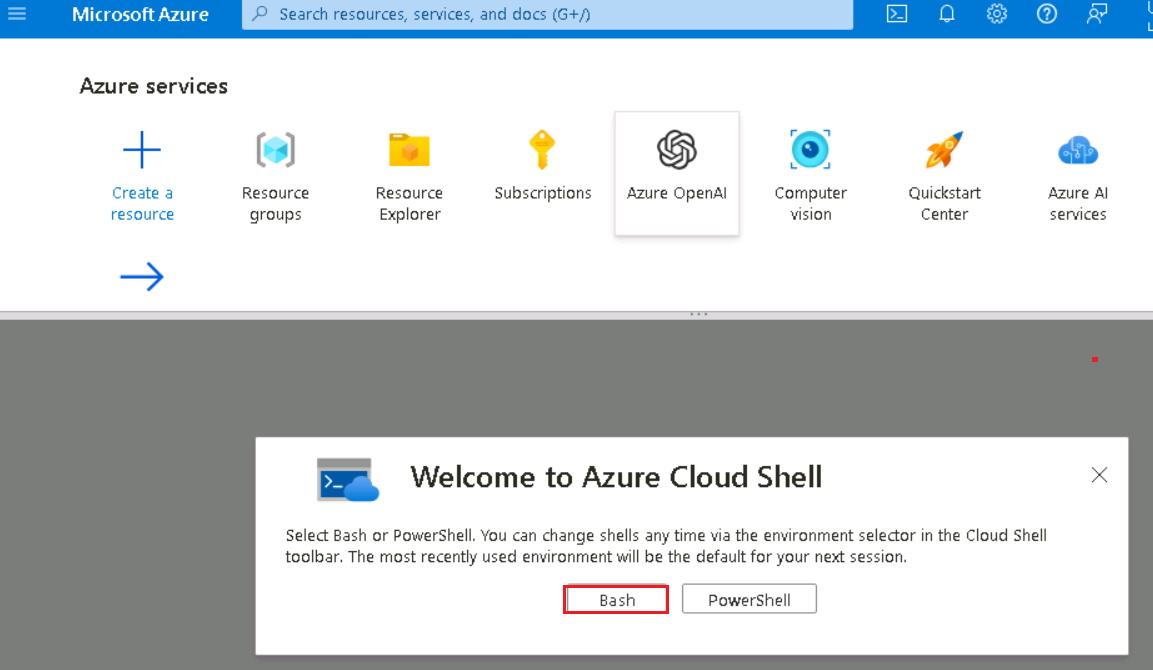 Microsoft Azure
Search resources, services, and docs (G+/)
Azure services
Create a
resource
Resource
groups
Resource
Explorer
Subscriptions
Azure OpenAI
Computer
vision
Quickstart
Center
Azure AI
services
Welcome to Azure Cloud Shell
Select Bash or PowerShell. You can change shells any time via the environment selector in the Cloud Shell
toolbar. The most recently used environment will be the default for your next session.
Bash
PowerShell